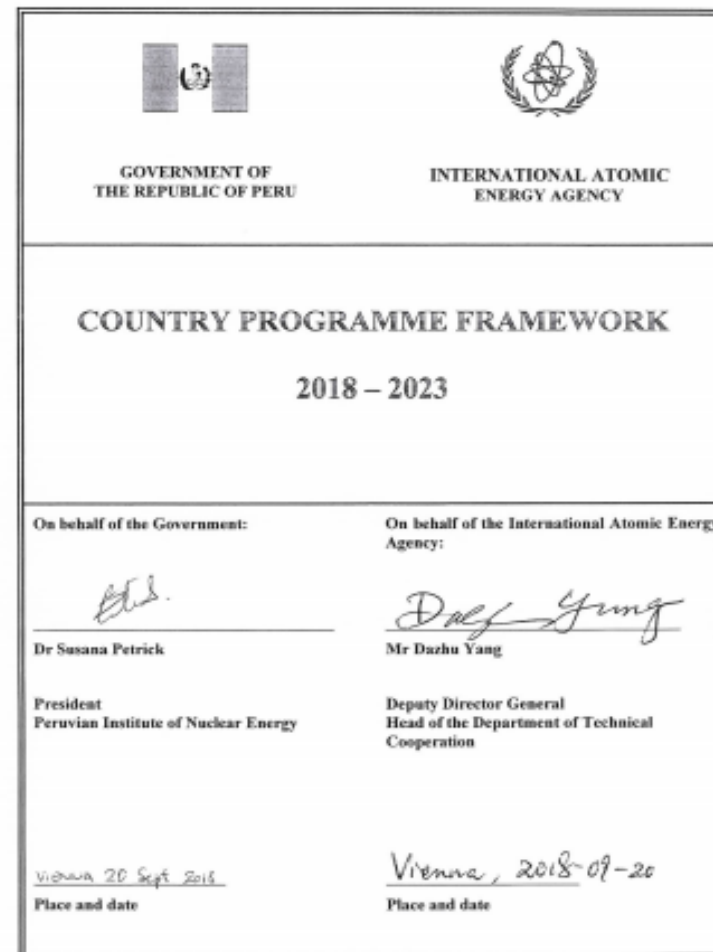 GOVERNMENT OF
THE REPUBLIC OF PERU
INTERNATIONAL ATOMIC
ENERGY AGENCY
COUNTRY PROGRAMME FRAMEWORK
2018 – 2023
On behalf of the Government:
On behalf of the International Atomic Energy
Agency:
Dr Susana Petrick
Mr Dazhu Yang
President
Peruvian Institute of Nuclear Energy
Deputy Director General
Head of the Department of Technical
Cooperation
Vienna 20 Sept 2018
Place and date
Vienna, 2018-09-20
Place and date